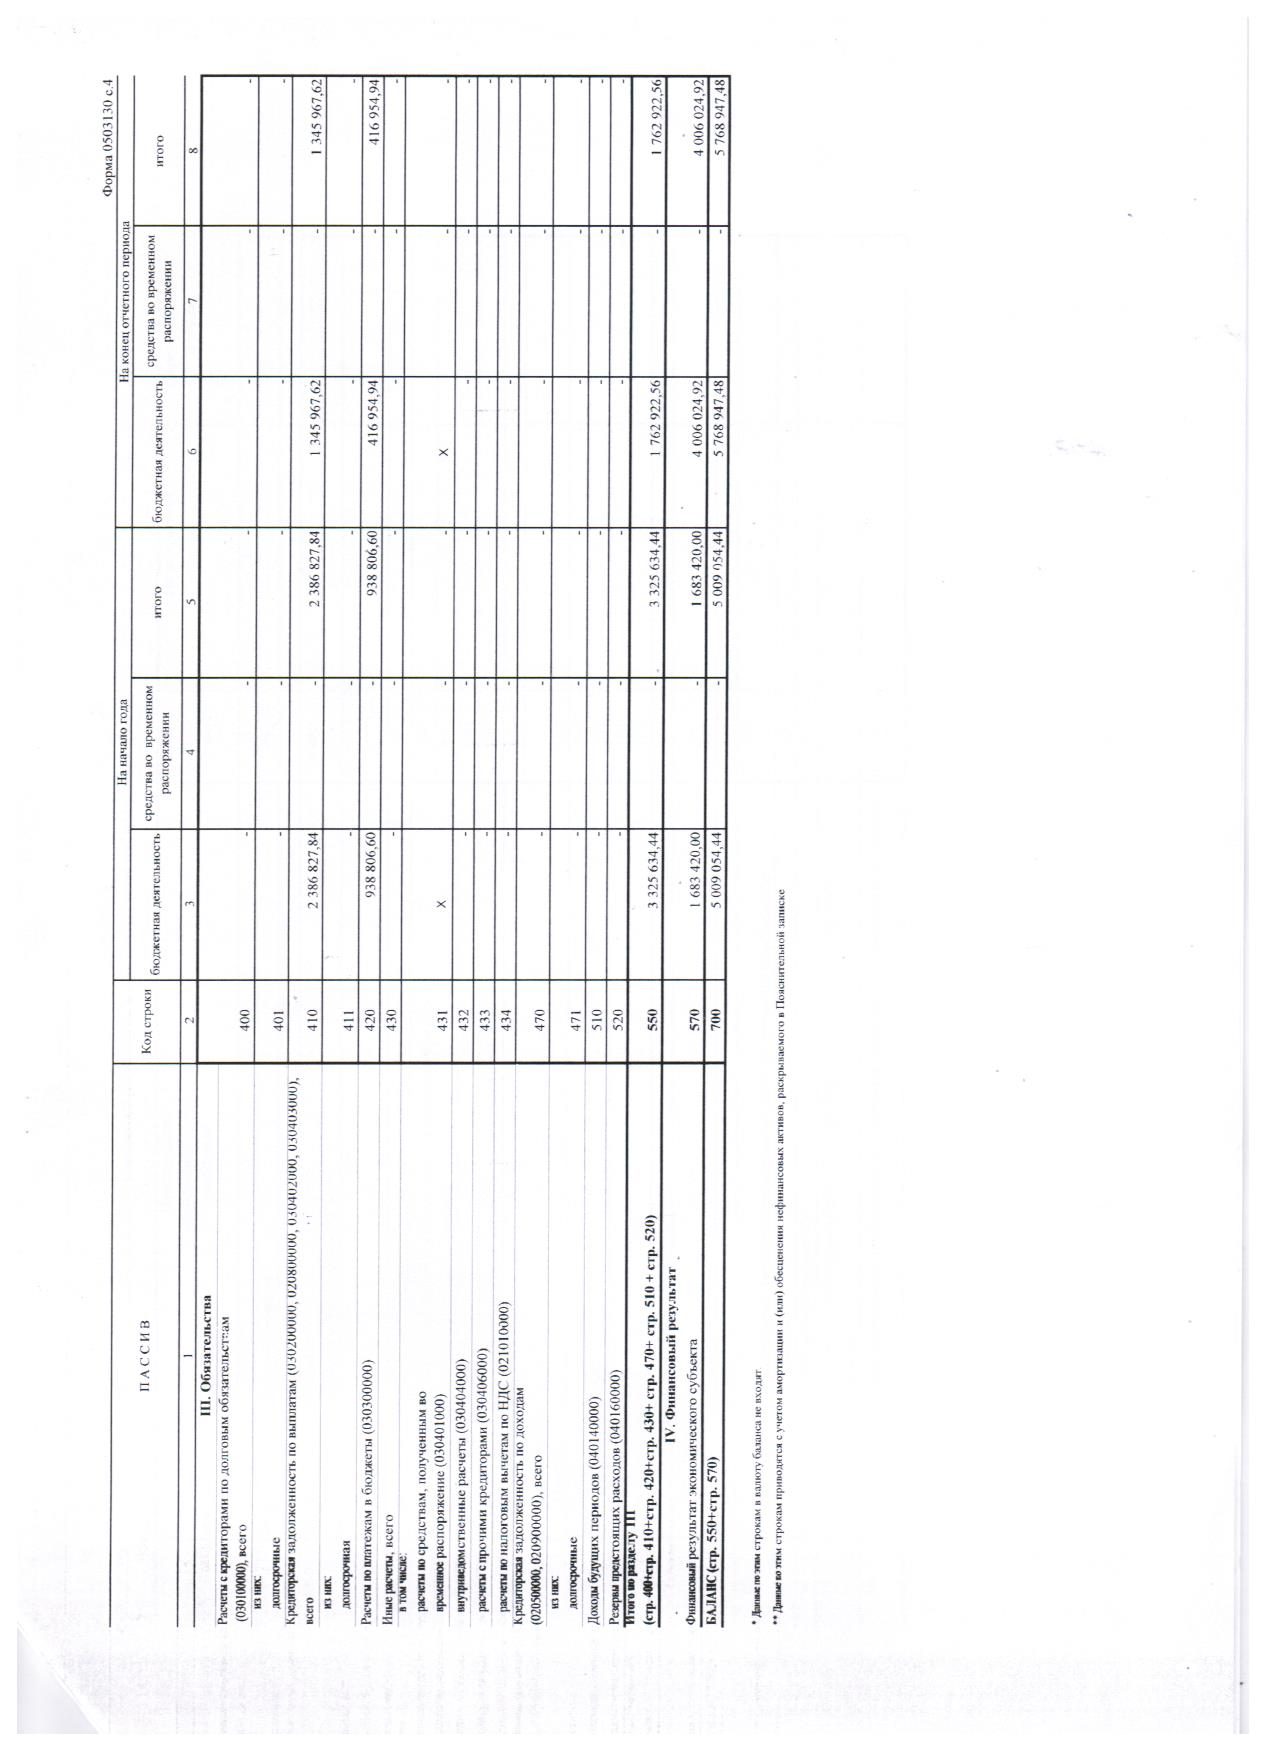 Форма 0503130 с.4
П А С С И В | Код строки | На начало года | На конец отчетного периода
бюджетная деятельность | средства во временном распоряжении | итого | бюджетная деятельность | средства во временном распоряжении | итого
1 | 2 | 3 | 4 | 5 | 6 | 7 | 8
III. Обязательства
Расчеты с кредиторами по долговым обязательствам
(030100000), всего | 400 | - | - | - | - | - | -
из них:
долгосрочные | 401 | - | - | - | - | - | -
Кредиторская задолженность по выплатам (030200000, 020800000, 030402000, 030403000),
всего | 410 | 2 386 827,84 | - | 2 386 827,84 | 1 345 967,62 | - | 1 345 967,62
из них:
долгосрочная | 411 | - | - | - | - | - | -
Расчеты по платежам в бюджеты (030300000) | 420 | 938 806,60 | - | 938 806,60 | 416 954,94 | - | 416 954,94
Иные расчеты, всего | 430 | - | - | - | - | - | -
в том числе:
расчеты по средствам, полученным во
временное распоряжение (030401000) | 431 | X | - | - | X | - | -
внутриведомственные расчеты (030404000) | 432 | - | - | - | - | - | -
расчеты с прочими кредиторами (030406000) | 433 | - | - | - | - | - | -
расчеты по налоговым вычетам по НДС (021010000) | 434 | - | - | - | - | - | -
Кредиторская задолженность по доходам
(020500000, 020900000), всего | 470 | - | - | - | - | - | -
из них:
долгосрочные | 471 | - | - | - | - | - | -
Доходы будущих периодов (040140000) | 510 | - | - | - | - | - | -
Резервы предстоящих расходов (040160000) | 520 | - | - | - | - | - | -
Итого по разделу III
(стр. 400+стр. 410+стр. 420+стр. 430+ стр. 470+ стр. 510 + стр. 520) | 550 | 3 325 634,44 | - | 3 325 634,44 | 1 762 922,56 | - | 1 762 922,56
IV. Финансовый результат
Финансовый результат экономического субъекта | 570 | 1 683 420,00 | - | 1 683 420,00 | 4 006 024,92 | - | 4 006 024,92
БАЛАНС (стр. 550+стр. 570) | 700 | 5 009 054,44 | - | 5 009 054,44 | 5 768 947,48 | - | 5 768 947,48
* Данные по этим строкам в валюту баланса не входят
** Данные по этим строкам приводятся с учетом амортизации и (или) обесценения нефинансовых активов, раскрываемого в Пояснительной записке